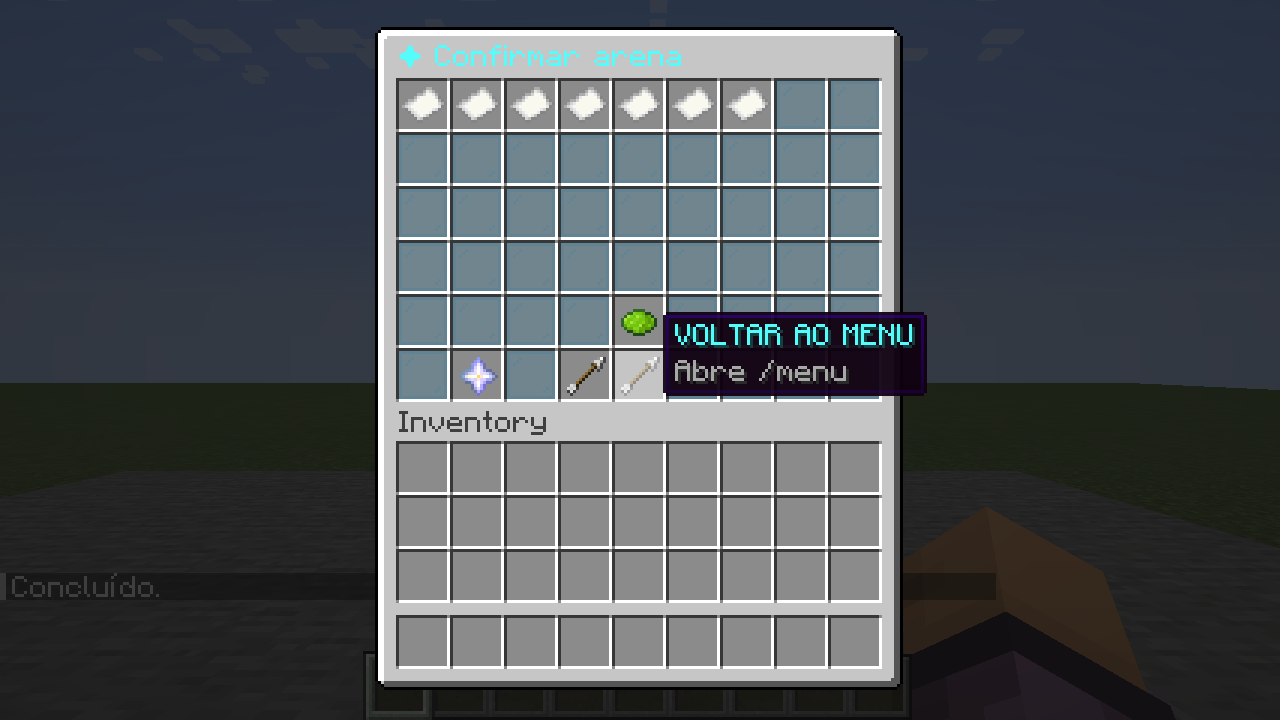 Confirmar arena
VOLTAR AO MENU
Abre /menu
Inventory
Concluído.